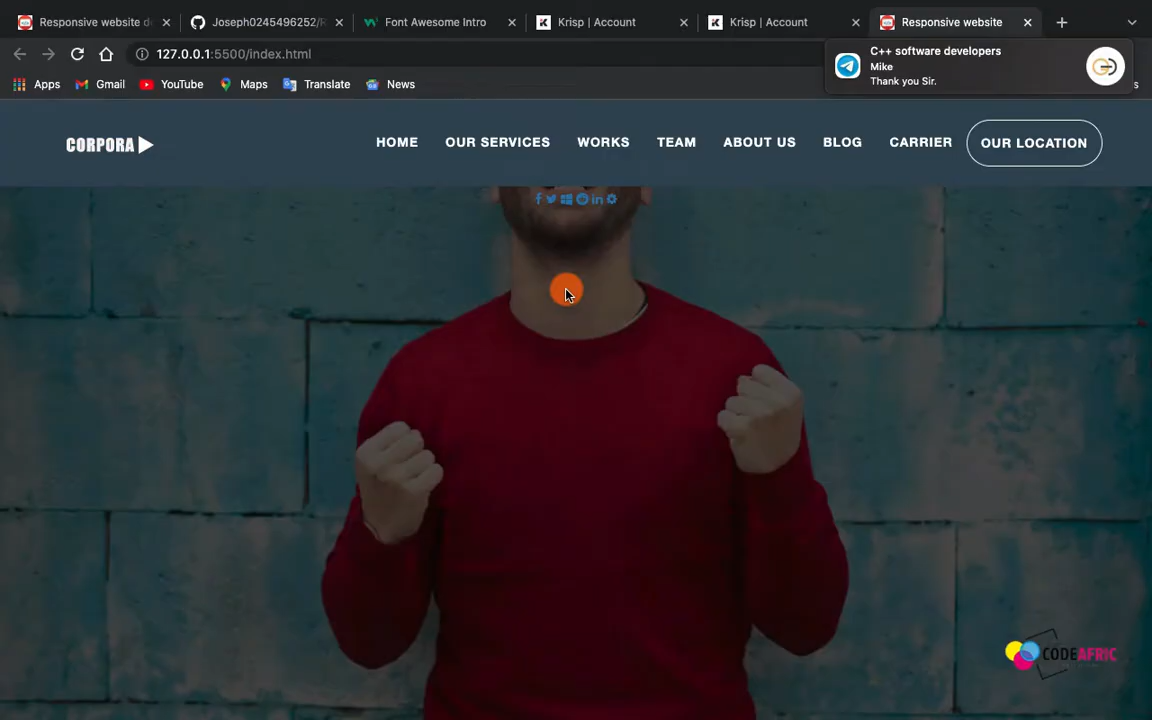 Responsive website de
Joseph0245496252/R
Font Awesome Intro
Krisp | Account
Krisp | Account
Responsive website
127.0.0.1:5500/index.html
C++ software developers
Mike
Thank you Sir.
Apps
Gmail
YouTube
Maps
Translate
News
CORPORA
HOME
OUR SERVICES
WORKS
TEAM
ABOUT US
BLOG
CARRIER
OUR LOCATION
CODEAFRIC